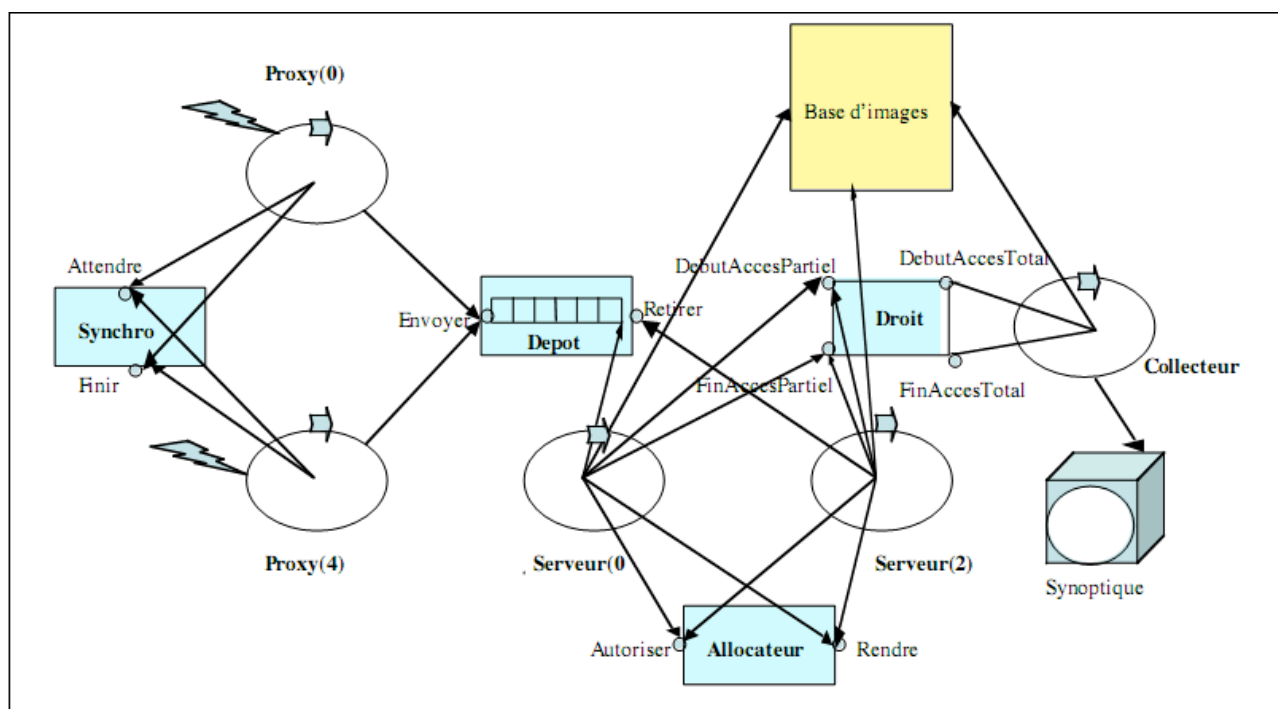 Proxy(0)
Base d'images
Attendre
DebutAccesPartiel
DebutAccesTotal
Synchro
Envoyer
Retirer
Droit
Depot
Finir
FinAccesPartiel
FinAccesTotal
Collecteur
Proxy(4)
Serveur(0
Serveur(2)
Synoptique
Autoriser
Allocateur
Rendre